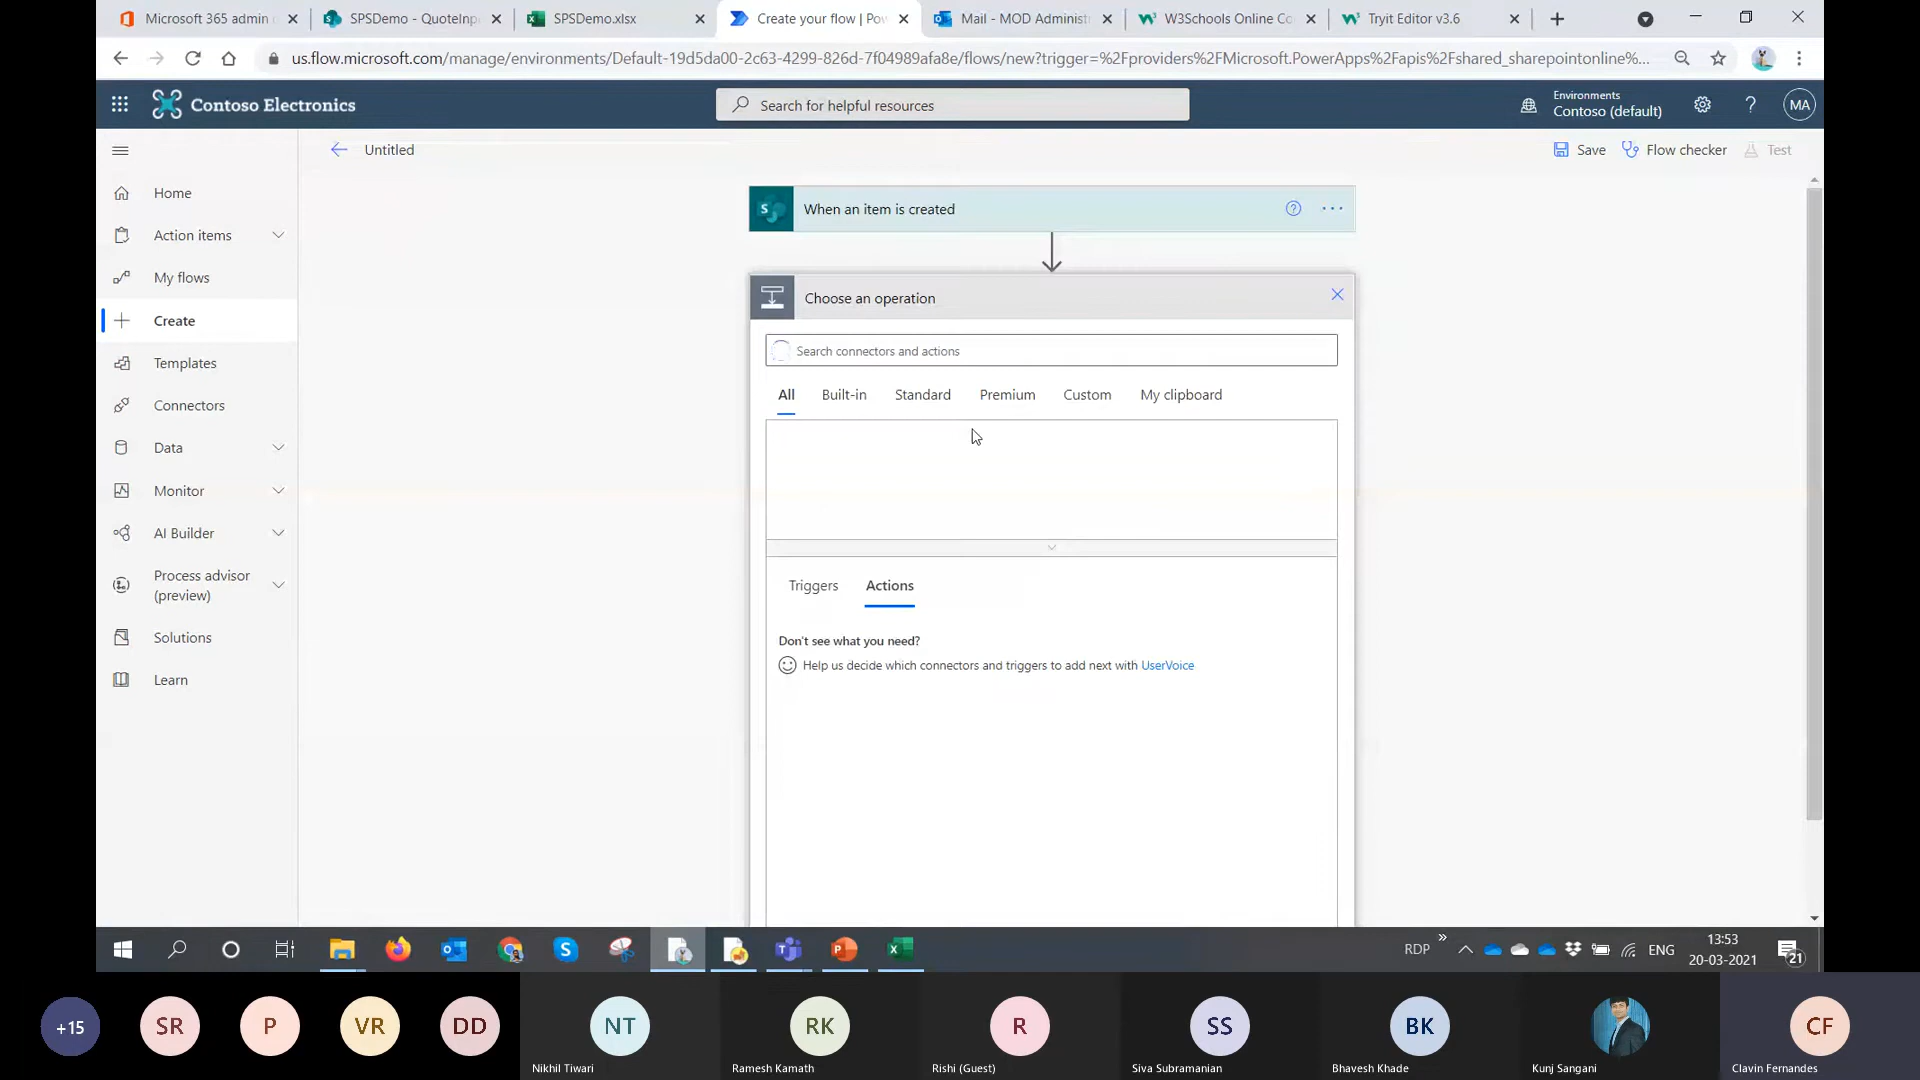 Microsoft 365 admin
SPSDemo - QuoteInp
SPSDemo.xlsx
Create your flow | Po
Mail - MOD Administ
W3Schools Online Co
Tryit Editor v3.6
us.flow.microsoft.com/manage/environments/Default-19d5da00-2c63-4299-826d-7f04989afa8e/flows/new?trigger=%2Fproviders%2FMicrosoft.PowerApps%2Fapis%2Fshared_sharepointonline%...
Contoso Electronics
Search for helpful resources
Environments
Contoso (default)
?
MA
Untitled
Save
Flow checker
Test
Home
Action items
My flows
Create
Templates
Connectors
Data
Monitor
AI Builder
Process advisor
(preview)
Solutions
Learn
When an item is created
Choose an operation
Search connectors and actions
All
Built-in
Standard
Premium
Custom
My clipboard
Triggers
Actions
Don't see what you need?
Help us decide which connectors and triggers to add next with UserVoice
RDP
ENG
13:53
20-03-2021
21
+15
SR
P
VR
DD
NT
Nikhil Tiwari
RK
Ramesh Kamath
R
Rishi (Guest)
SS
Siva Subramanian
BK
Bhavesh Khade
Kunj Sangani
CF
Clavin Fernandes